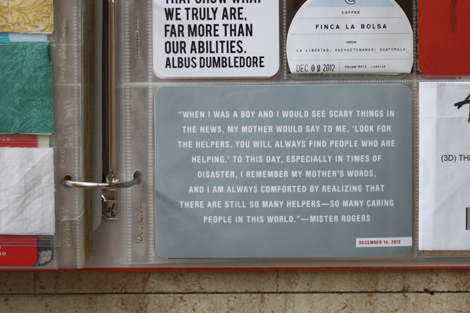 THAT SHOW WHAT
WE TRULY ARE,
FAR MORE THAN
OUR ABILITIES.
ALBUS DUMBLEDORE
COFFEE
FINCA LA BOLSA
LA LIBERTAD, HUEHUETENANGO, GUATEMALA
DEC 09 2012
"WHEN I WAS A BOY AND I WOULD SEE SCARY THINGS IN
THE NEWS, MY MOTHER WOULD SAY TO ME, 'LOOK FOR
THE HELPERS. YOU WILL ALWAYS FIND PEOPLE WHO ARE
HELPING.' TO THIS DAY, ESPECIALLY IN TIMES OF
DISASTER, I REMEMBER MY MOTHER'S WORDS,
AND I AM ALWAYS COMFORTED BY REALIZING THAT
THERE ARE STILL SO MANY HELPERS—SO MANY CARING
PEOPLE IN THIS WORLD."—MISTER ROGERS
DECEMBER 14, 2012
(3D) TH